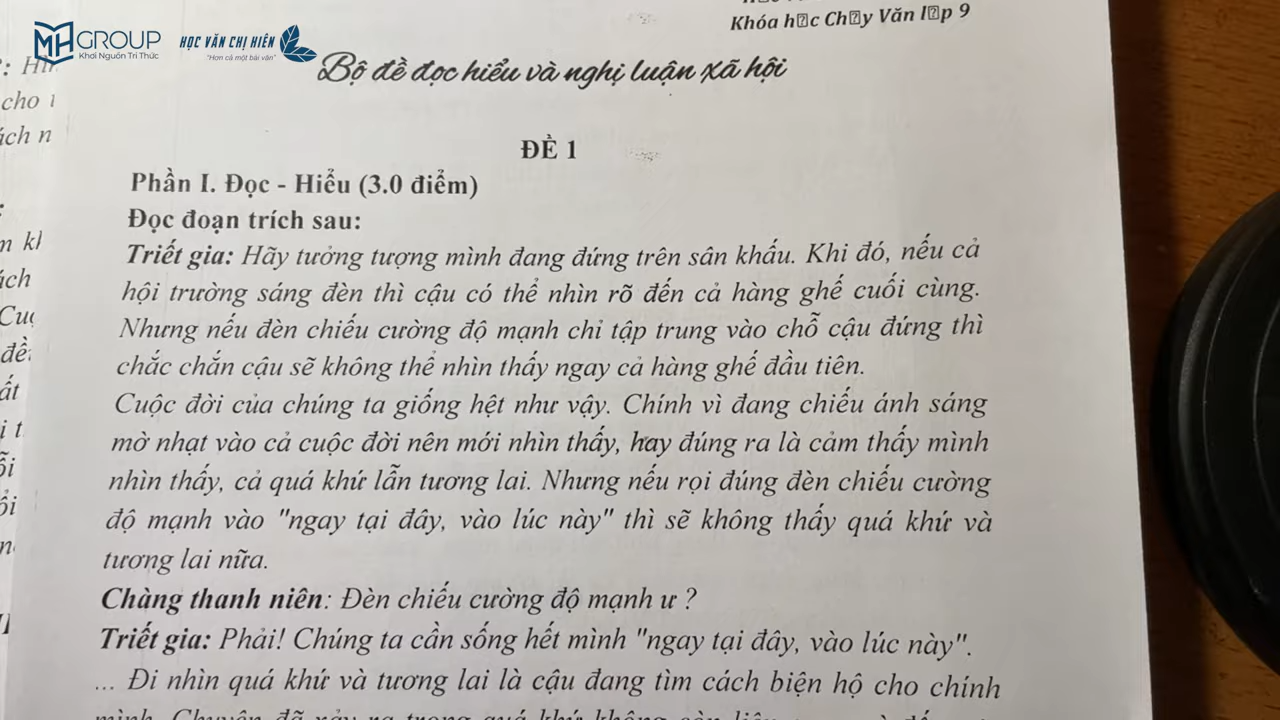 MH GROUP
Khơi Nguồn Tri Thức
HỌC VĂN CHỊ HIÊN
"Hơn cả một bài văn"
Khóa học Chạy Văn lớp 9
Bộ đề đọc hiểu và nghị luận xã hội
ĐỀ 1
Phần I. Đọc - Hiểu (3.0 điểm)
Đọc đoạn trích sau:
Triết gia: Hãy tưởng tượng mình đang đứng trên sân khấu. Khi đó, nếu cả
hội trường sáng đèn thì cậu có thể nhìn rõ đến cả hàng ghế cuối cùng.
Nhưng nếu đèn chiếu cường độ mạnh chỉ tập trung vào chỗ cậu đứng thì
chắc chắn cậu sẽ không thể nhìn thấy ngay cả hàng ghế đầu tiên.
Cuộc đời của chúng ta giống hệt như vậy. Chính vì đang chiếu ánh sáng
mờ nhạt vào cả cuộc đời nên mới nhìn thấy, hay đúng ra là cảm thấy mình
nhìn thấy, cả quá khứ lẫn tương lai. Nhưng nếu rọi đúng đèn chiếu cường
độ mạnh vào "ngay tại đây, vào lúc này" thì sẽ không thấy quá khứ và
tương lai nữa.
Chàng thanh niên: Đèn chiếu cường độ mạnh ư ?
Triết gia: Phải! Chúng ta cần sống hết mình "ngay tại đây, vào lúc này".
... Đi nhìn quá khứ và tương lai là cậu đang tìm cách biện hộ cho chính